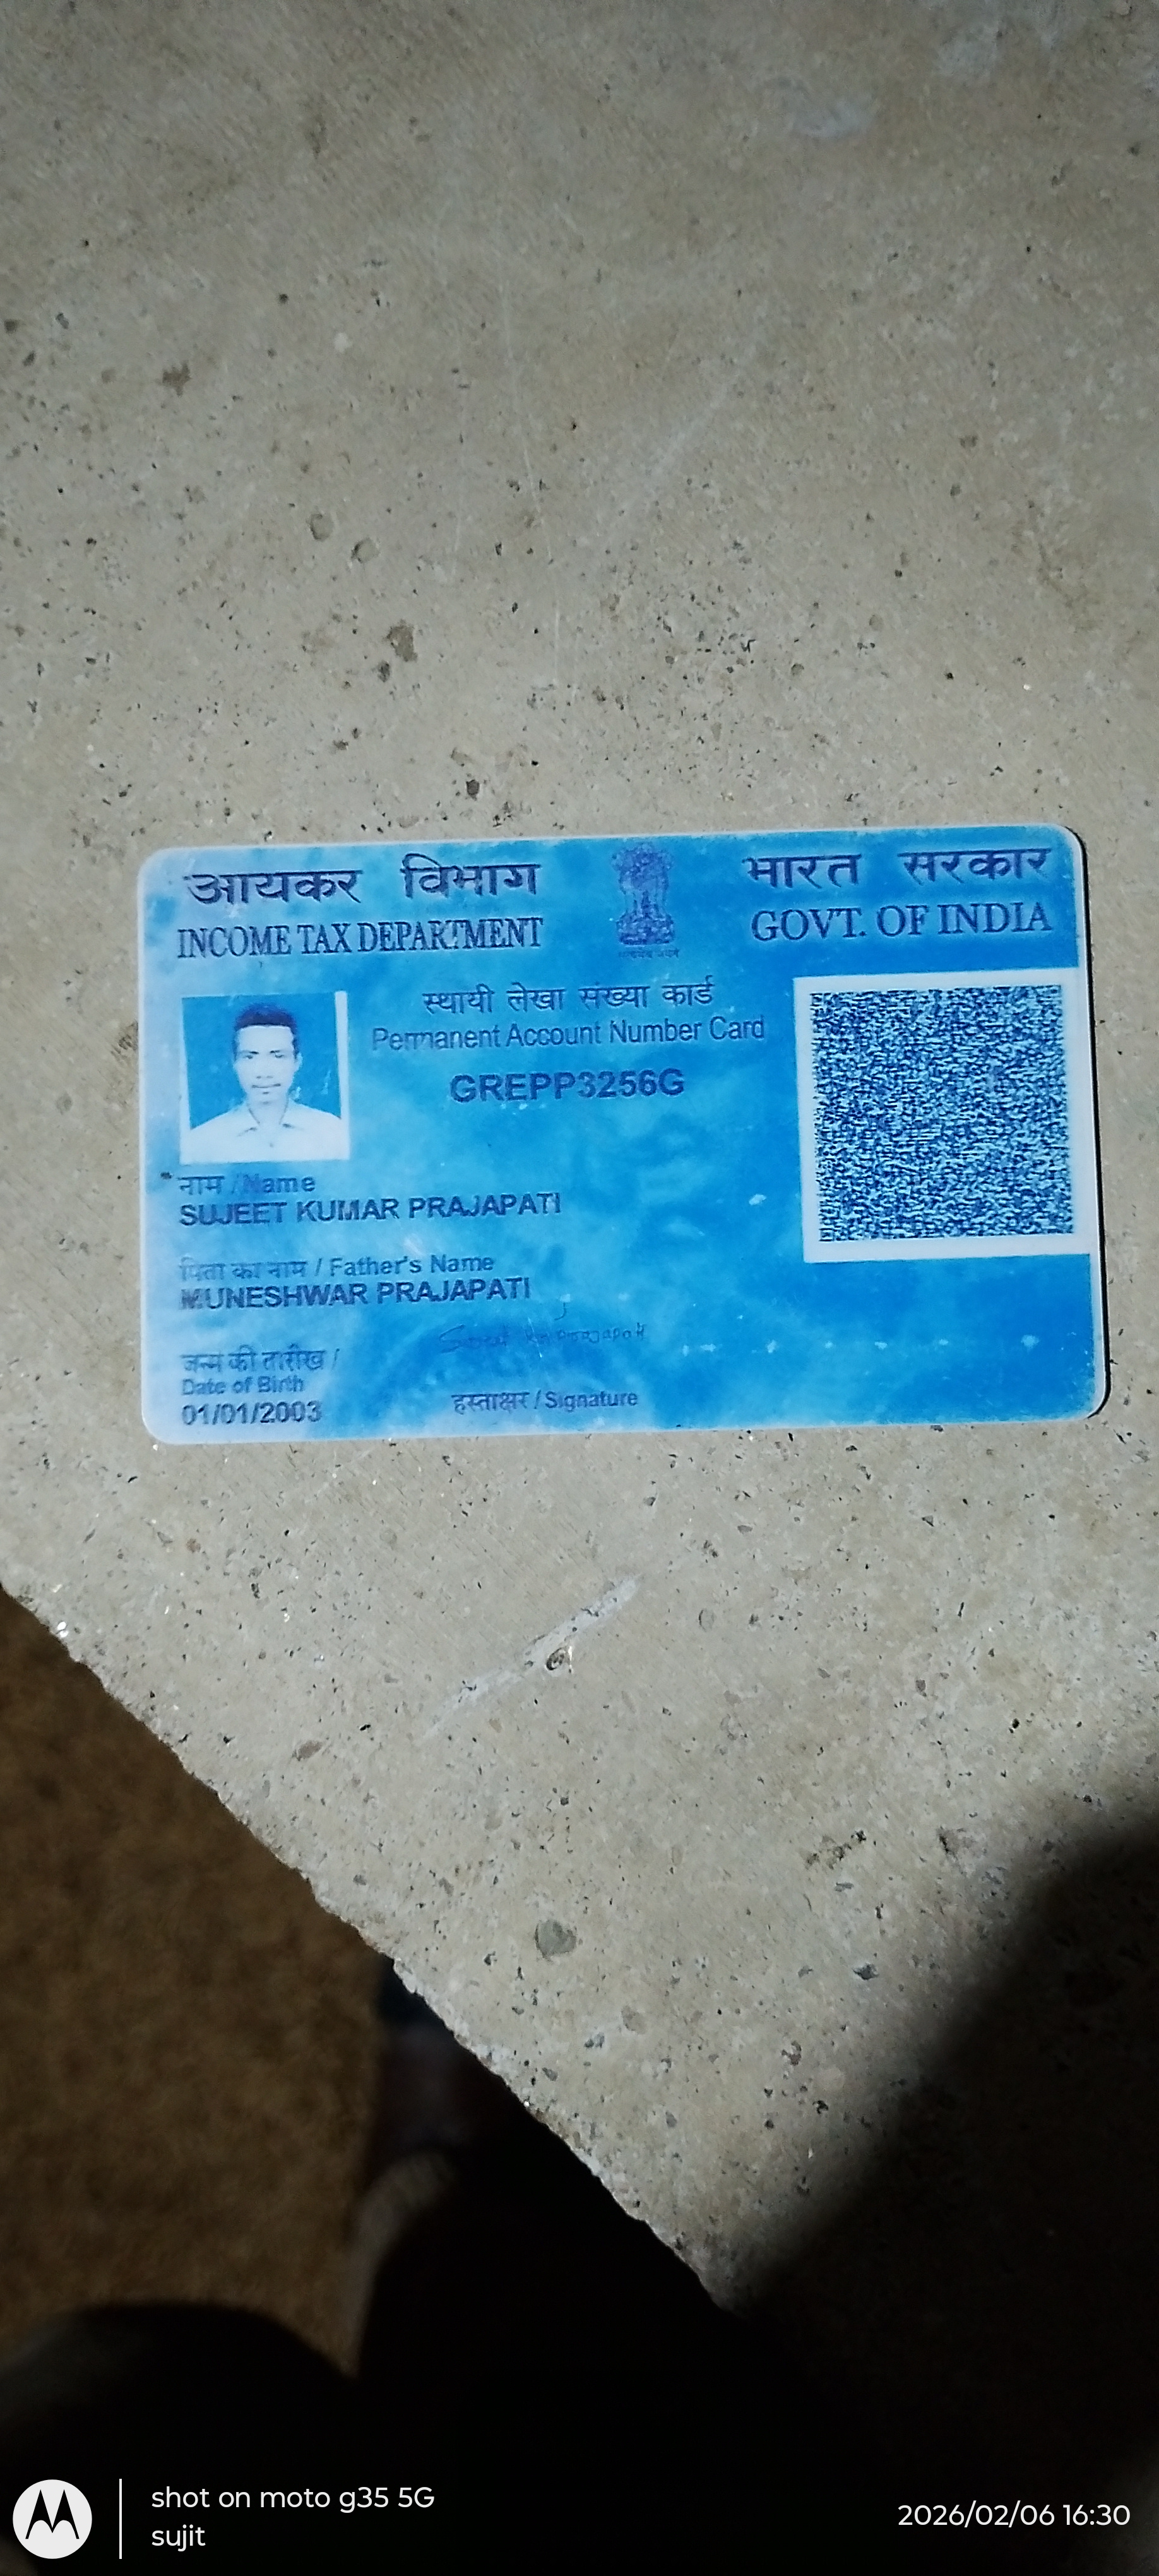 आयकर विभाग
INCOME TAX DEPARTMENT
भारत सरकार
GOVT. OF INDIA
स्थायी लेखा संख्या कार्ड
Permanent Account Number Card
GREPP3256G
नाम / Name
SUJEET KUMAR PRAJAPATI
पिता का नाम / Father's Name
MUNESHWAR PRAJAPATI
जन्म की तारीख /
Date of Birth
01/01/2003
हस्ताक्षर / Signature
shot on moto g35 5G
sujit
2026/02/06 16:30